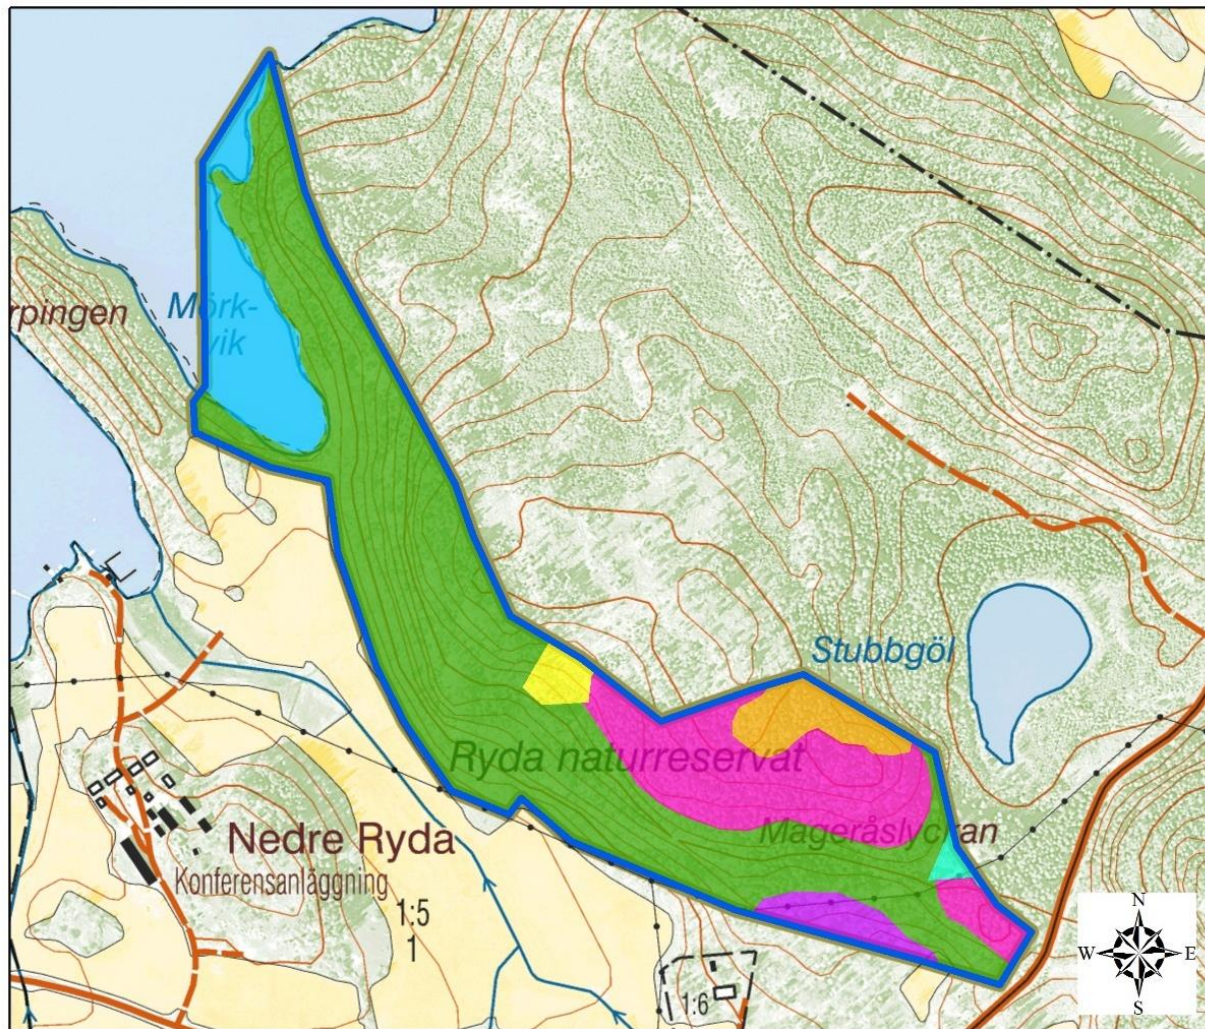 rpingen
Mörk-
vik
Stubbgöl
Ryda naturreservat
Nedre Ryda
Mageråslyckan
Konferensanläggning
1:5
1
1:6
N
W
E
S